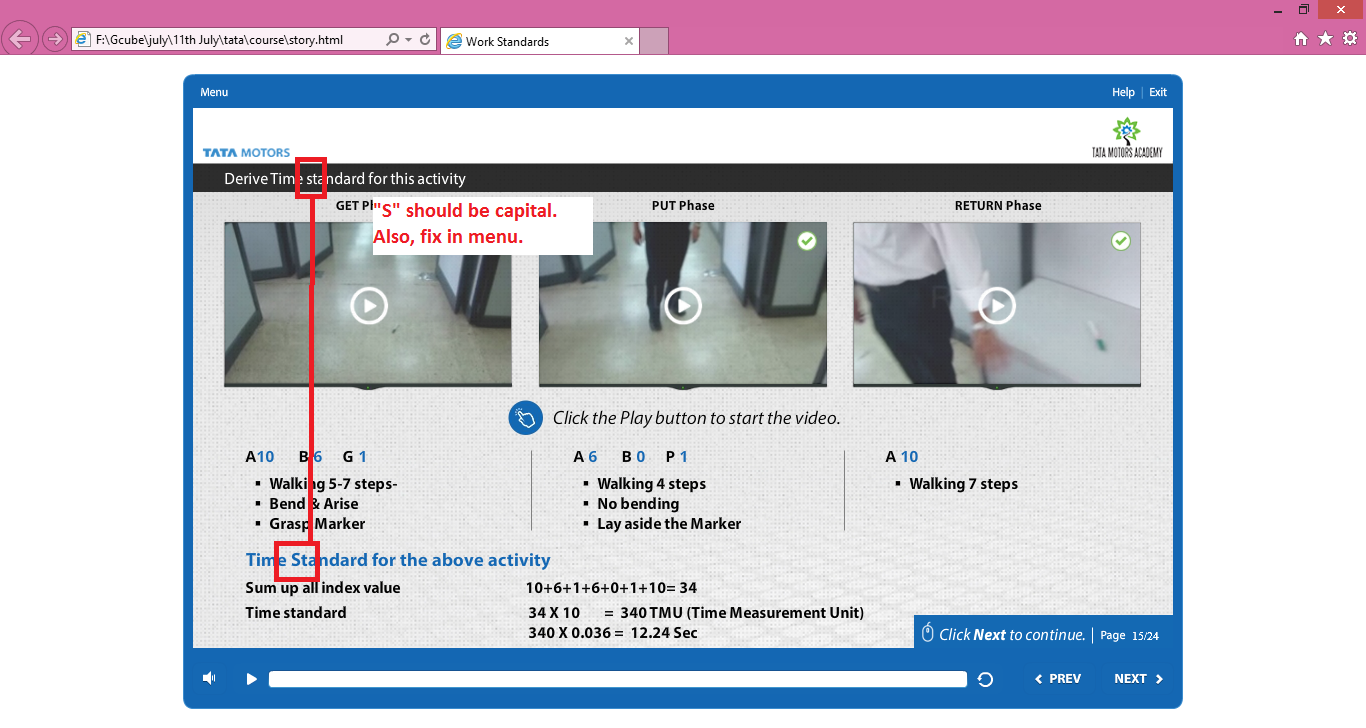 F:\Gcube\july\11th July\tata\course\story.html
Work Standards
Menu
Help | Exit
TATA MOTORS
TATA MOTORS ACADEMY
Derive Time standard for this activity
GET Ph
"S" should be capital.
Also, fix in menu.
PUT Phase
RETURN Phase
Click the Play button to start the video.
A10 B 6 G 1
▪ Walking 5-7 steps-
▪ Bend & Arise
▪ Grasp Marker
A 6 B 0 P 1
▪ Walking 4 steps
▪ No bending
▪ Lay aside the Marker
A 10
▪ Walking 7 steps
Time Standard for the above activity
Sum up all index value 10+6+1+6+0+1+10= 34
Time standard 34 X 10 = 340 TMU (Time Measurement Unit)
340 X 0.036 = 12.24 Sec
Click Next to continue. | Page 15/24
PREV
NEXT